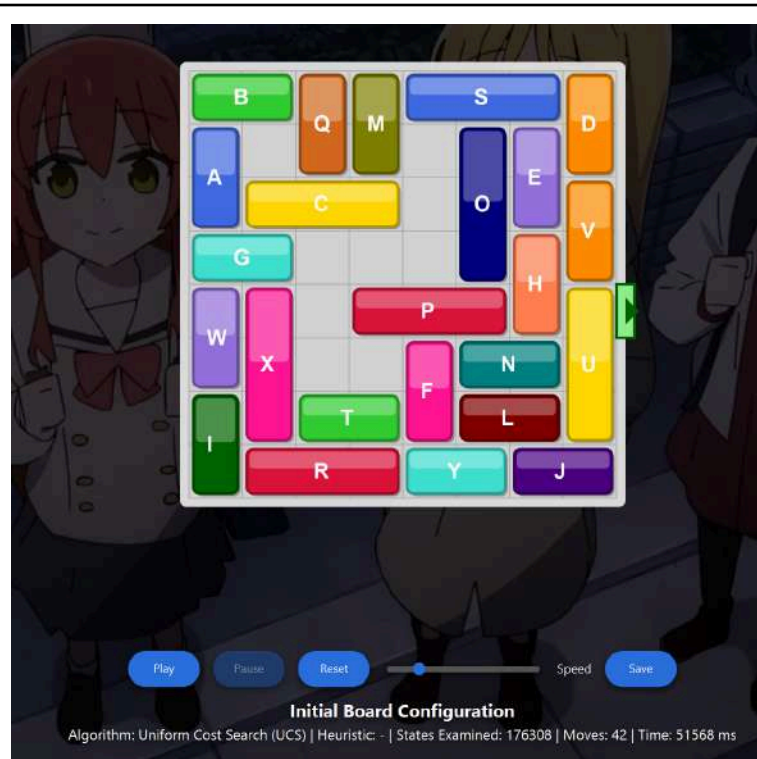 B Q M S D
A C O E V
G H
W X P U
F N
I T L
R Y J
Play Pause Reset Speed Save
Initial Board Configuration
Algorithm: Uniform Cost Search (UCS) | Heuristic: - | States Examined: 176308 | Moves: 42 | Time: 51568 ms